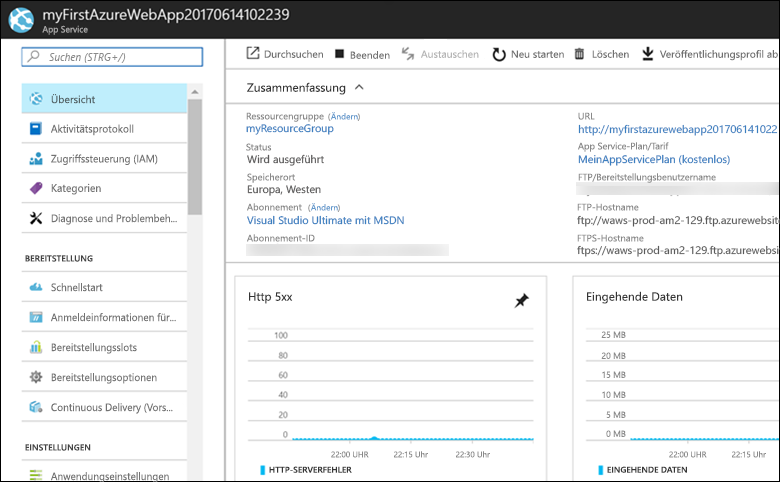 myFirstAzureWebApp20170614102239
App Service
Suchen (STRG+/)
Übersicht
Aktivitätsprotokoll
Zugriffssteuerung (IAM)
Kategorien
Diagnose und Problembeh...
BEREITSTELLUNG
Schnellstart
Anmeldeinformationen für...
Bereitstellungsslots
Bereitstellungsoptionen
Continuous Delivery (Vors...
EINSTELLUNGEN
Anwendungseinstellungen
Durchsuchen Beenden Austauschen Neu starten Löschen Veröffentlichungsprofil ab
Zusammenfassung
Ressourcengruppe (Ändern)
myResourceGroup
Status
Wird ausgeführt
Speicherort
Europa, Westen
Abonnement (Ändern)
Visual Studio Ultimate mit MSDN
Abonnement-ID
URL
http://myfirstazurewebapp201706141022
App Service-Plan/Tarif
MeinAppServicePlan (kostenlos)
FTP/Bereitstellungsbenutzername
FTP-Hostname
ftp://waws-prod-am2-129.ftp.azurewebsit
FTPS-Hostname
ftps://waws-prod-am2-129.ftp.azurewebsi
Http 5xx
100
80
60
40
20
0
22:00 UHR 22:15 Uhr 22:30 Uhr
HTTP-SERVERFEHLER
Eingehende Daten
25 MB
20 MB
15 MB
10 MB
5 MB
0 MB
22:00 UHR 22:15 Uhr
EINGEHENDE DATEN